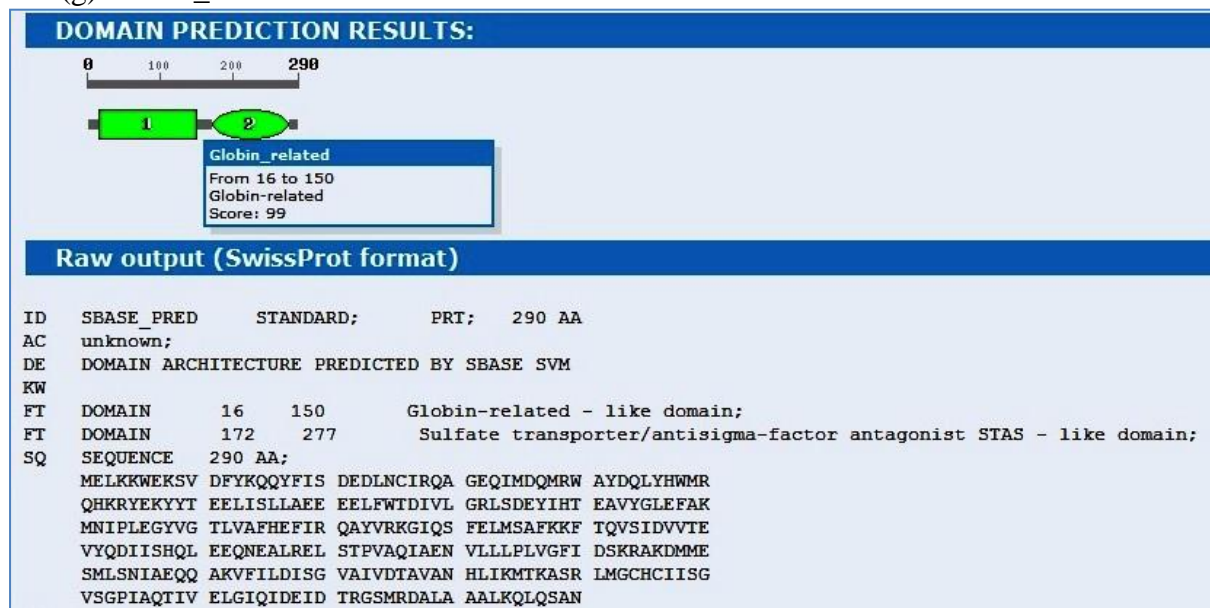 DOMAIN PREDICTION RESULTS:
0 100 200 290
1 2
Globin_related
From 16 to 150
Globin-related
Score: 99
Raw output (SwissProt format)
ID SBASE_PRED STANDARD; PRT; 290 AA
AC unknown;
DE DOMAIN ARCHITECTURE PREDICTED BY SBASE SVM
KW
FT DOMAIN 16 150 Globin-related - like domain;
FT DOMAIN 172 277 Sulfate transporter/antisigma-factor antagonist STAS - like domain;
SQ SEQUENCE 290 AA;
MELKKWEKSV DFYKQQYFIS DEDLNCIRQA GEQIMDQMRW AYDQLYHWMR
QHKRYEKYYT EELISLLAEE EELFWTDIVL GRLSDEYIHT EAVYGLEFAK
MNIPLEGYVG TLVAFHEFIR QAYVRKGIQS FELMSAFKKF TQVSIDVVTE
VYQDIISHQL EEQNEALREL STPVAQIAEN VLLLPLVGFI DSKRAKDMME
SMLSNIAEQQ AKVFILDISG VAIVDTAVAN HLIKMTKASR LMGCHCIISG
VSGPIAQTIV ELGIQIDEID TRGSMRDALA AALKQLQSAN